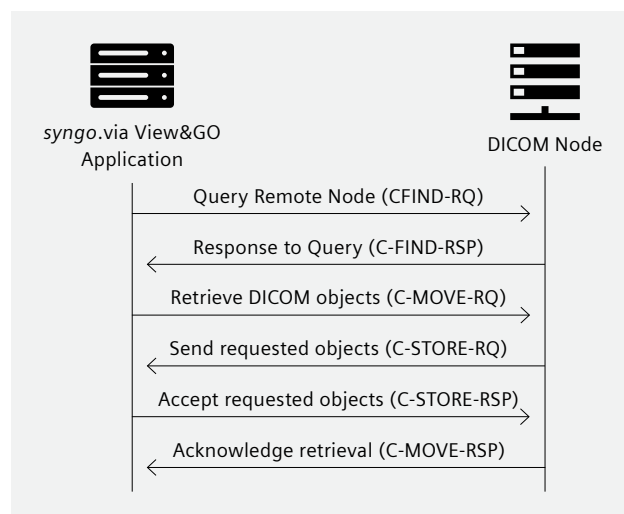 syngo.via View&GO
Application
DICOM Node
Query Remote Node (CFIND-RQ)
Response to Query (C-FIND-RSP)
Retrieve DICOM objects (C-MOVE-RQ)
Send requested objects (C-STORE-RQ)
Accept requested objects (C-STORE-RSP)
Acknowledge retrieval (C-MOVE-RSP)